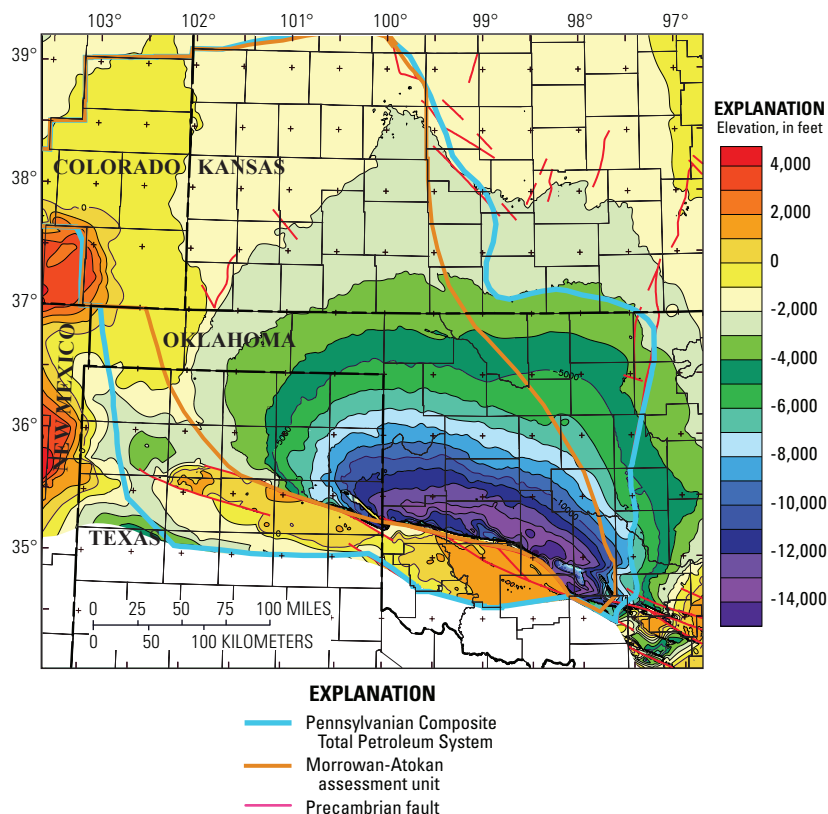 103° 102° 101° 100° 99° 98° 97°
39°
38°
37°
36°
35°
COLORADO KANSAS
OKLAHOMA
NEW MEXICO
TEXAS
0 25 50 75 100 MILES
0 50 100 KILOMETERS
-5000
-10000
0
EXPLANATION
Elevation, in feet
4,000
2,000
0
-2,000
-4,000
-6,000
-8,000
-10,000
-12,000
-14,000
EXPLANATION
Pennsylvanian Composite
Total Petroleum System
Morrowan-Atokan
assessment unit
Precambrian fault